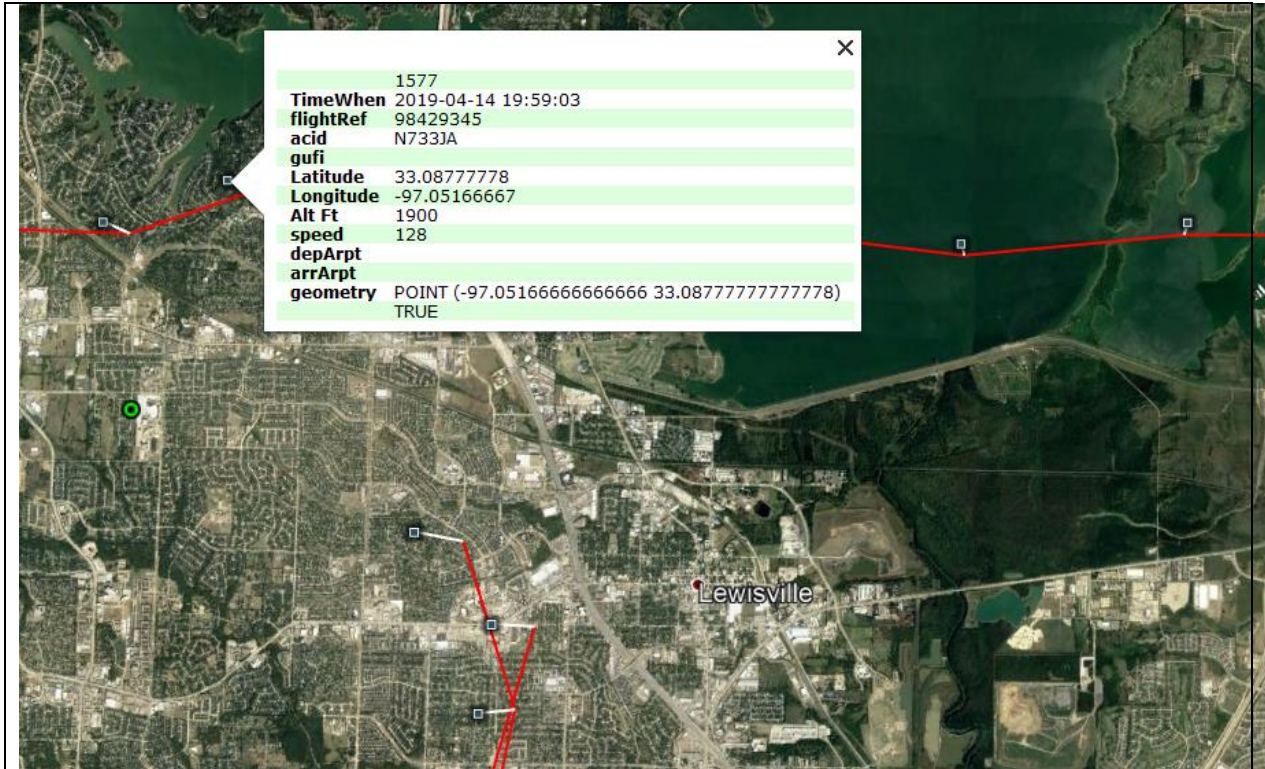 1577
TimeWhen 2019-04-14 19:59:03
flightRef 98429345
acid N733JA
gufi
Latitude 33.08777778
Longitude -97.05166667
Alt Ft 1900
speed 128
depArpt
arrArpt
geometry POINT (-97.05166666666666 33.08777777777778)
TRUE
Lewisville